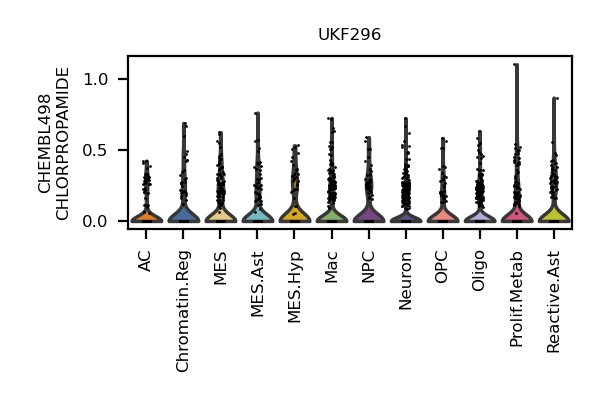 UKF296
CHEMBL498
CHLORPROPAMIDE
1.0
0.5
0.0
AC
Chromatin.Reg
MES
MES.Ast
MES.Hyp
Mac
NPC
Neuron
OPC
Oligo
Prolif.Metab
Reactive.Ast